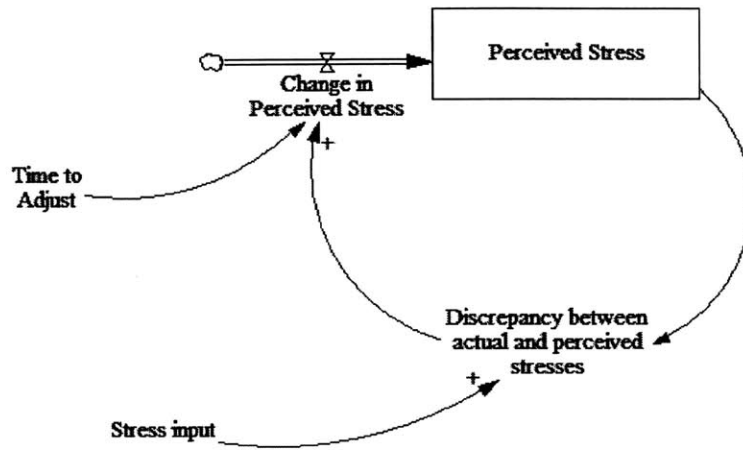 Perceived Stress
Change in
Perceived Stress
+
Time to
Adjust
Discrepancy between
actual and perceived
stresses
+
Stress input